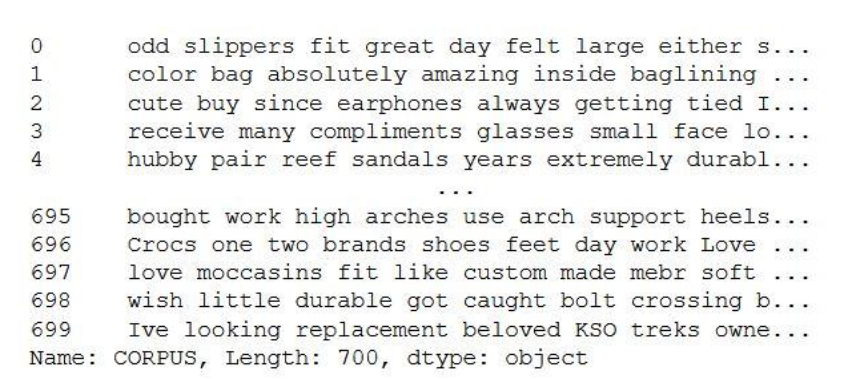 0 odd slippers fit great day felt large either s...
1 color bag absolutely amazing inside baglining ...
2 cute buy since earphones always getting tied I...
3 receive many compliments glasses small face lo...
4 hubby pair reef sandals years extremely durabl...
...
695 bought work high arches use arch support heels...
696 Crocs one two brands shoes feet day work Love ...
697 love moccasins fit like custom made mebr soft ...
698 wish little durable got caught bolt crossing b...
699 Ive looking replacement beloved KSO treks owne...
Name: CORPUS, Length: 700, dtype: object